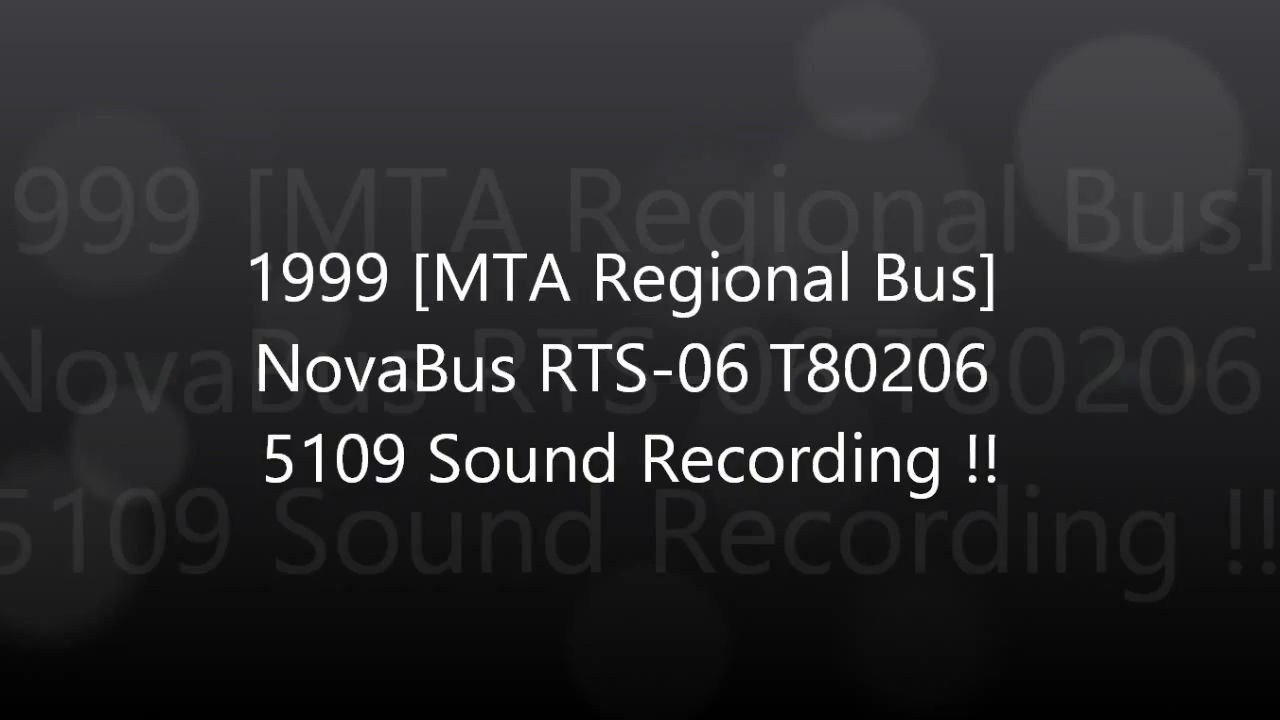 1999 [MTA Regional Bus]
NovaBus RTS-06 T80206
5109 Sound Recording !!